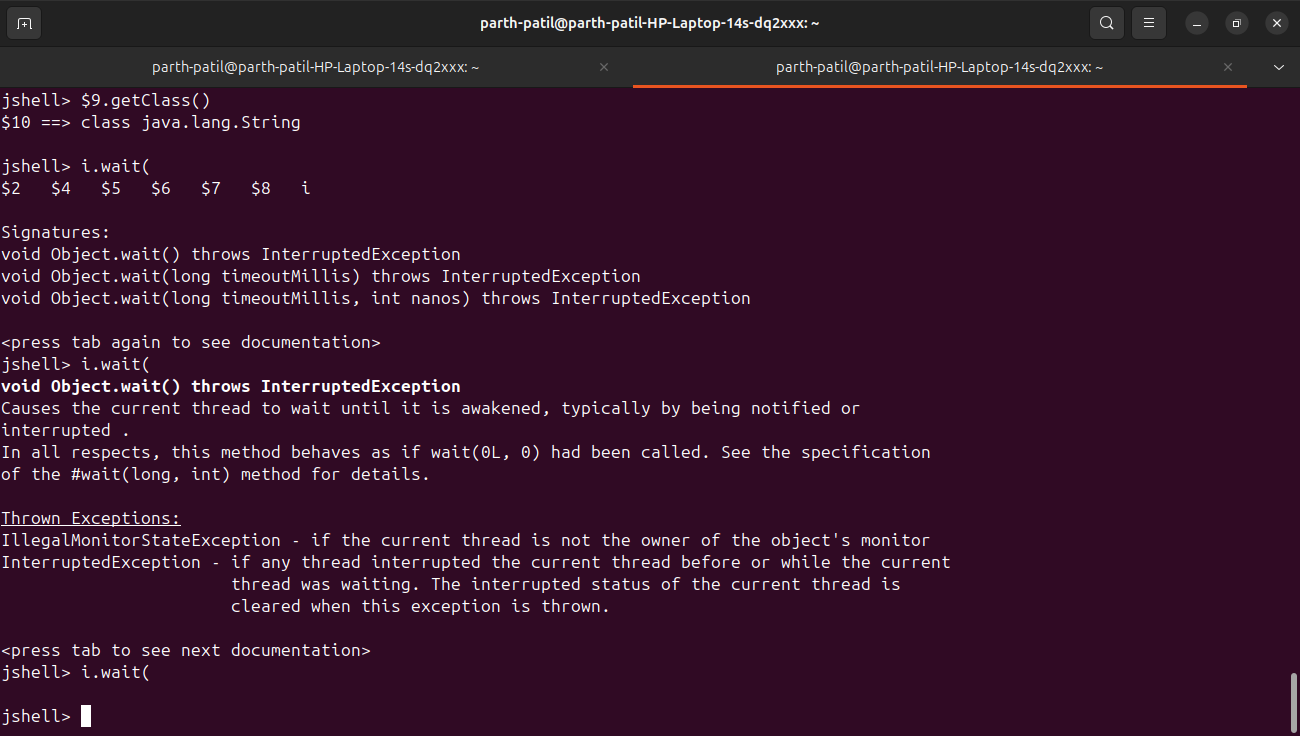 parth-patil@parth-patil-HP-Laptop-14s-dq2xxx: ~
parth-patil@parth-patil-HP-Laptop-14s-dq2xxx: ~
parth-patil@parth-patil-HP-Laptop-14s-dq2xxx: ~
jshell> $9.getClass()
$10 ==> class java.lang.String
jshell> i.wait(
$2   $4   $5   $6   $7   $8   i
Signatures:
void Object.wait() throws InterruptedException
void Object.wait(long timeoutMillis) throws InterruptedException
void Object.wait(long timeoutMillis, int nanos) throws InterruptedException
<press tab again to see documentation>
jshell> i.wait(
void Object.wait() throws InterruptedException
Causes the current thread to wait until it is awakened, typically by being notified or
interrupted .
In all respects, this method behaves as if wait(0L, 0) had been called. See the specification
of the #wait(long, int) method for details.
Thrown Exceptions:
IllegalMonitorStateException - if the current thread is not the owner of the object's monitor
InterruptedException - if any thread interrupted the current thread before or while the current
thread was waiting. The interrupted status of the current thread is
cleared when this exception is thrown.
<press tab to see next documentation>
jshell> i.wait(
jshell>